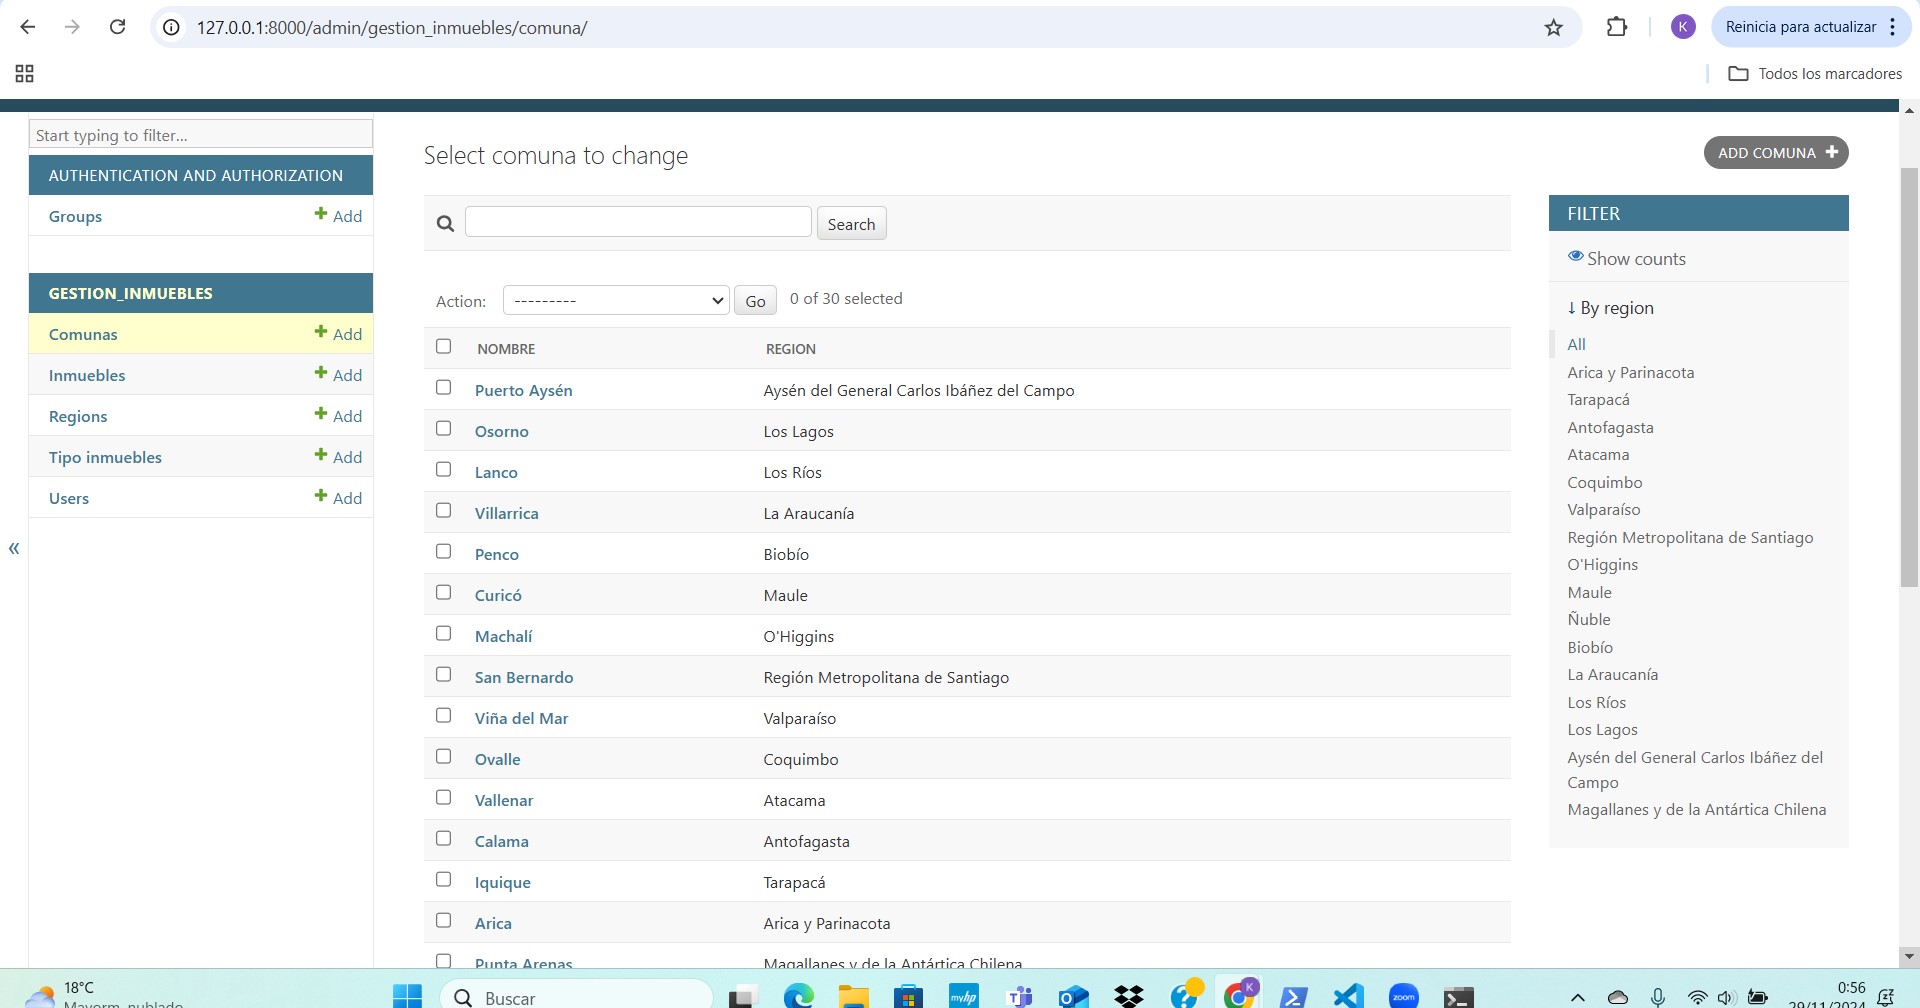 127.0.0.1:8000/admin/gestion_inmuebles/comuna/
K
Reinicia para actualizar
Todos los marcadores
Start typing to filter...
AUTHENTICATION AND AUTHORIZATION
Groups
Add
GESTION_INMUEBLES
Comunas
Add
Inmuebles
Add
Regions
Add
Tipo inmuebles
Add
Users
Add
«
Select comuna to change
ADD COMUNA
Search
Action:
---------
Go
0 of 30 selected
NOMBRE REGION
Puerto Aysén Aysén del General Carlos Ibáñez del Campo
Osorno Los Lagos
Lanco Los Ríos
Villarrica La Araucanía
Penco Biobío
Curicó Maule
Machalí O'Higgins
San Bernardo Región Metropolitana de Santiago
Viña del Mar Valparaíso
Ovalle Coquimbo
Vallenar Atacama
Calama Antofagasta
Iquique Tarapacá
Arica Arica y Parinacota
Punta Arenas Magallanes y de la Antártica Chilena
FILTER
Show counts
↓ By region
All
Arica y Parinacota
Tarapacá
Antofagasta
Atacama
Coquimbo
Valparaíso
Región Metropolitana de Santiago
O'Higgins
Maule
Ñuble
Biobío
La Araucanía
Los Ríos
Los Lagos
Aysén del General Carlos Ibáñez del
Campo
Magallanes y de la Antártica Chilena
18°C
Mayorm. nublado
Buscar
myhp
K
zoom
0:56
29/11/2024